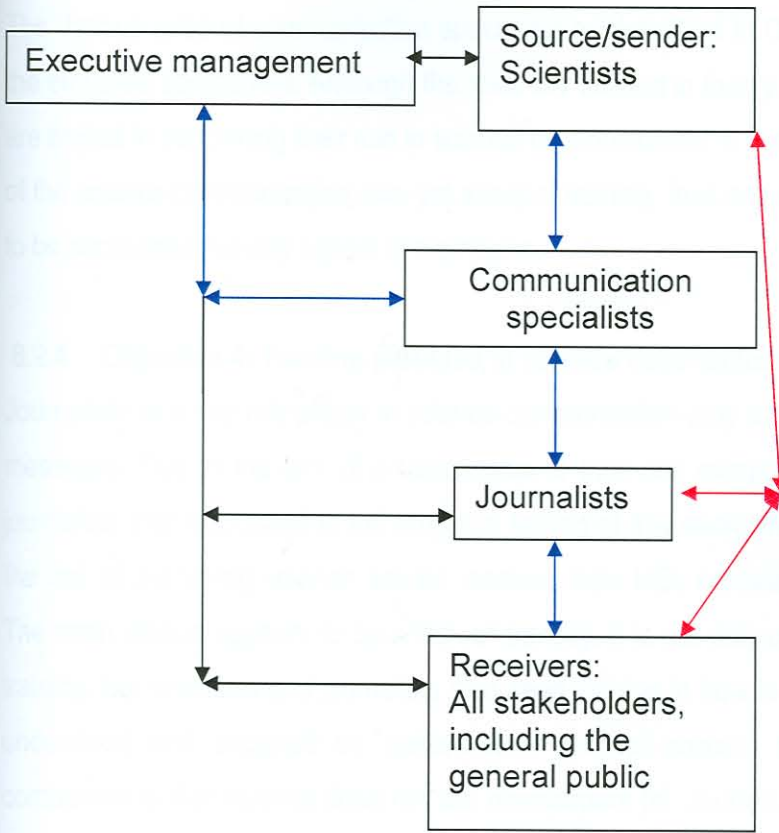 Executive management
Source/sender:
Scientists
Communication
specialists
Journalists
Receivers:
All stakeholders,
including the
general public